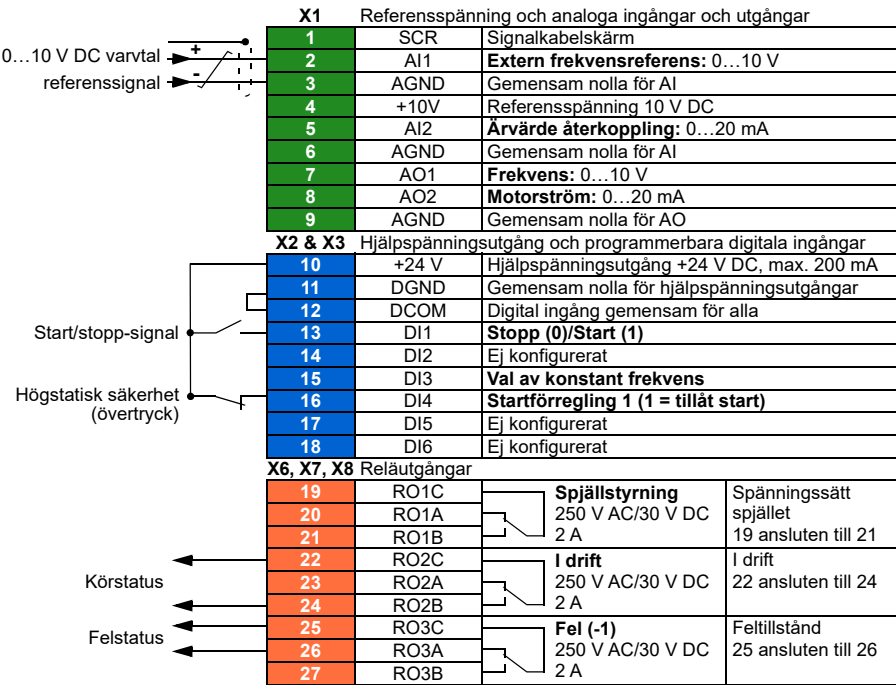 X1 Referensspänning och analoga ingångar och utgångar
1 SCR Signalkabelskärm
0…10 V DC varvtal + 2 AI1 Extern frekvensreferens: 0…10 V
referenssignal - 3 AGND Gemensam nolla för AI
4 +10V Referensspänning 10 V DC
5 AI2 Ärvärde återkoppling: 0…20 mA
6 AGND Gemensam nolla för AI
7 AO1 Frekvens: 0…10 V
8 AO2 Motorström: 0…20 mA
9 AGND Gemensam nolla för AO
X2 & X3 Hjälpspänningsutgång och programmerbara digitala ingångar
10 +24 V Hjälpspänningsutgång +24 V DC, max. 200 mA
11 DGND Gemensam nolla för hjälpspänningsutgångar
12 DCOM Digital ingång gemensam för alla
Start/stopp-signal 13 DI1 Stopp (0)/Start (1)
14 DI2 Ej konfigurerat
15 DI3 Val av konstant frekvens
Högstatisk säkerhet 16 DI4 Startförregling 1 (1 = tillåt start)
(övertryck)
17 DI5 Ej konfigurerat
18 DI6 Ej konfigurerat
X6, X7, X8 Reläutgångar
19 RO1C Spjällstyrning Spänningssätt
20 RO1A 250 V AC/30 V DC spjället
21 RO1B 2 A 19 ansluten till 21
22 RO2C I drift I drift
Körstatus 23 RO2A 250 V AC/30 V DC 22 ansluten till 24
24 RO2B 2 A
Felstatus 25 RO3C Fel (-1) Feltillstånd
26 RO3A 250 V AC/30 V DC 25 ansluten till 26
27 RO3B 2 A